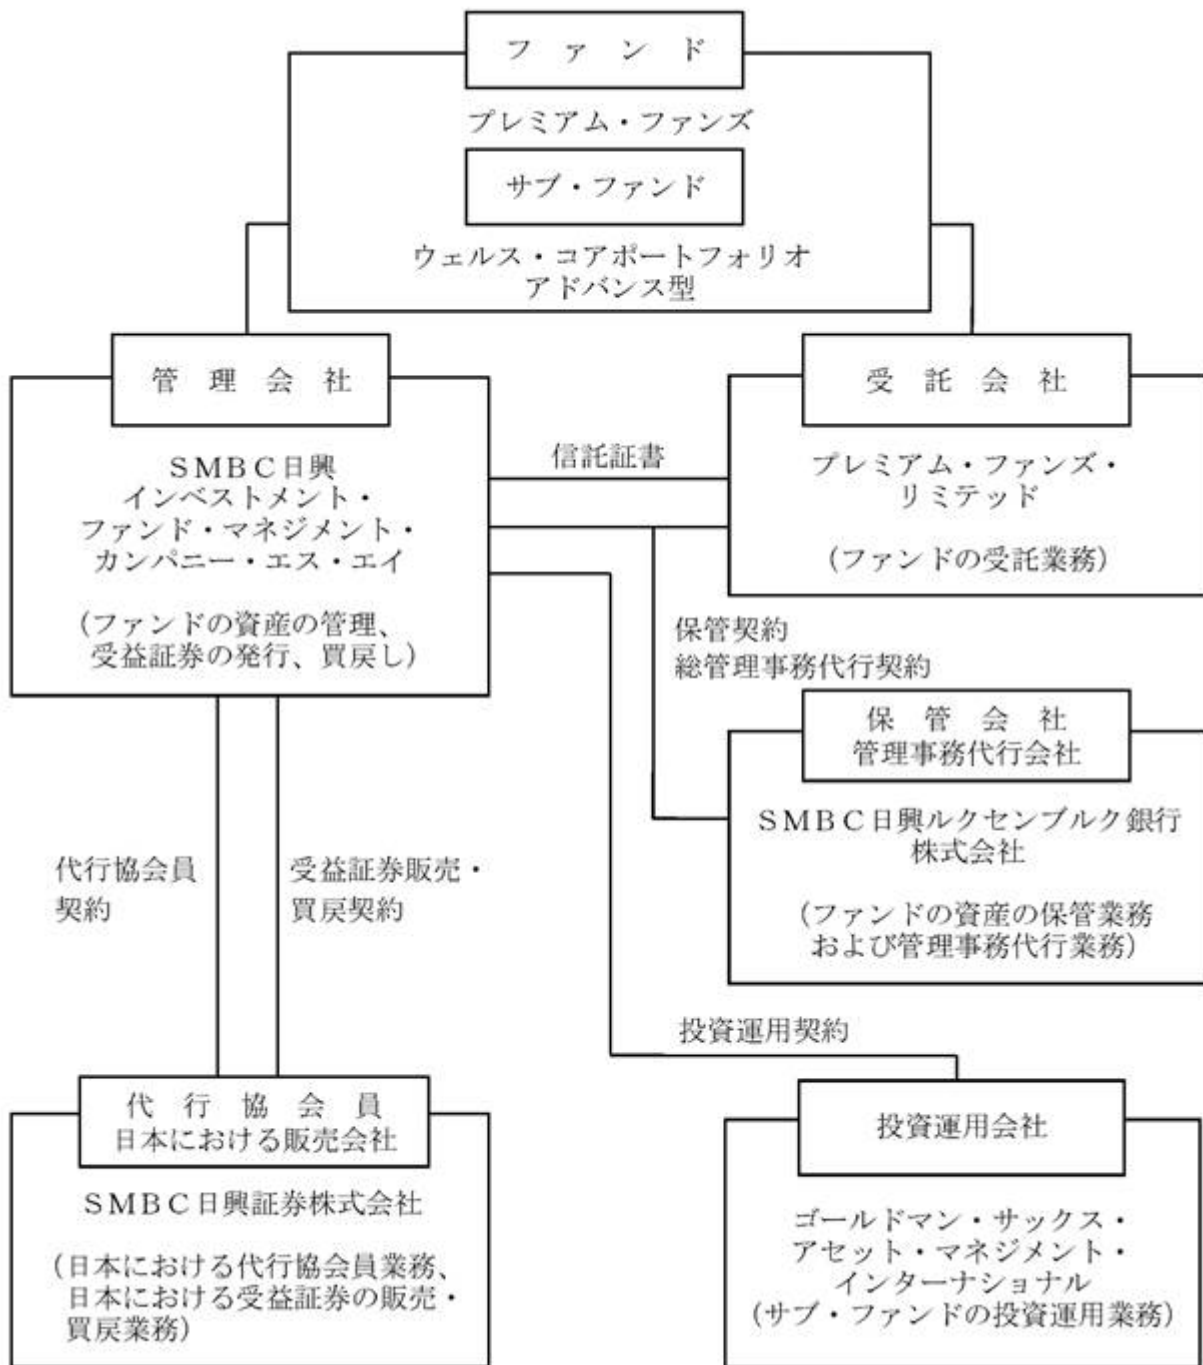 ファンド
プレミアム・ファンズ
サブ・ファンド
ウェルス・コアポートフォリオ
アドバンス型
管理会社
SMBC日興
インベストメント・
ファンド・マネジメント・
カンパニー・エス・エイ
(ファンドの資産の管理、
受益証券の発行、買戻し)
信託証書
受託会社
プレミアム・ファンズ・
リミテッド
(ファンドの受託業務)
保管契約
総管理事務代行契約
保管会社
管理事務代行会社
SMBC日興ルクセンブルク銀行
株式会社
(ファンドの資産の保管業務
および管理事務代行業務)
代行協会員
契約
受益証券販売・
買戻契約
投資運用契約
代行協会員
日本における販売会社
SMBC日興証券株式会社
(日本における代行協会員業務、
日本における受益証券の販売・
買戻業務)
投資運用会社
ゴールドマン・サックス・
アセット・マネジメント・
インターナショナル
(サブ・ファンドの投資運用業務)